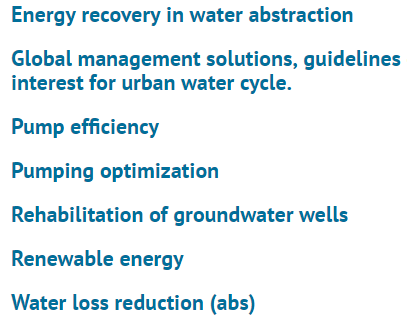 Energy recovery in water abstraction
Global management solutions, guidelines
interest for urban water cycle.
Pump efficiency
Pumping optimization
Rehabilitation of groundwater wells
Renewable energy
Water loss reduction (abs)